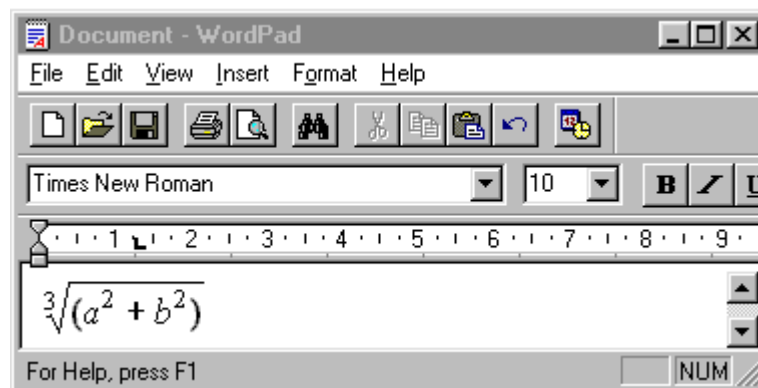 Document - WordPad
File Edit View Insert Format Help
Times New Roman 10 B I U
1 2 3 4 5 6 7 8 9
∛(a² + b²)
For Help, press F1 NUM